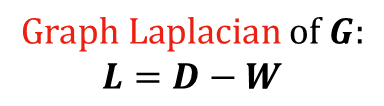 Graph Laplacian of G:
L = D − W